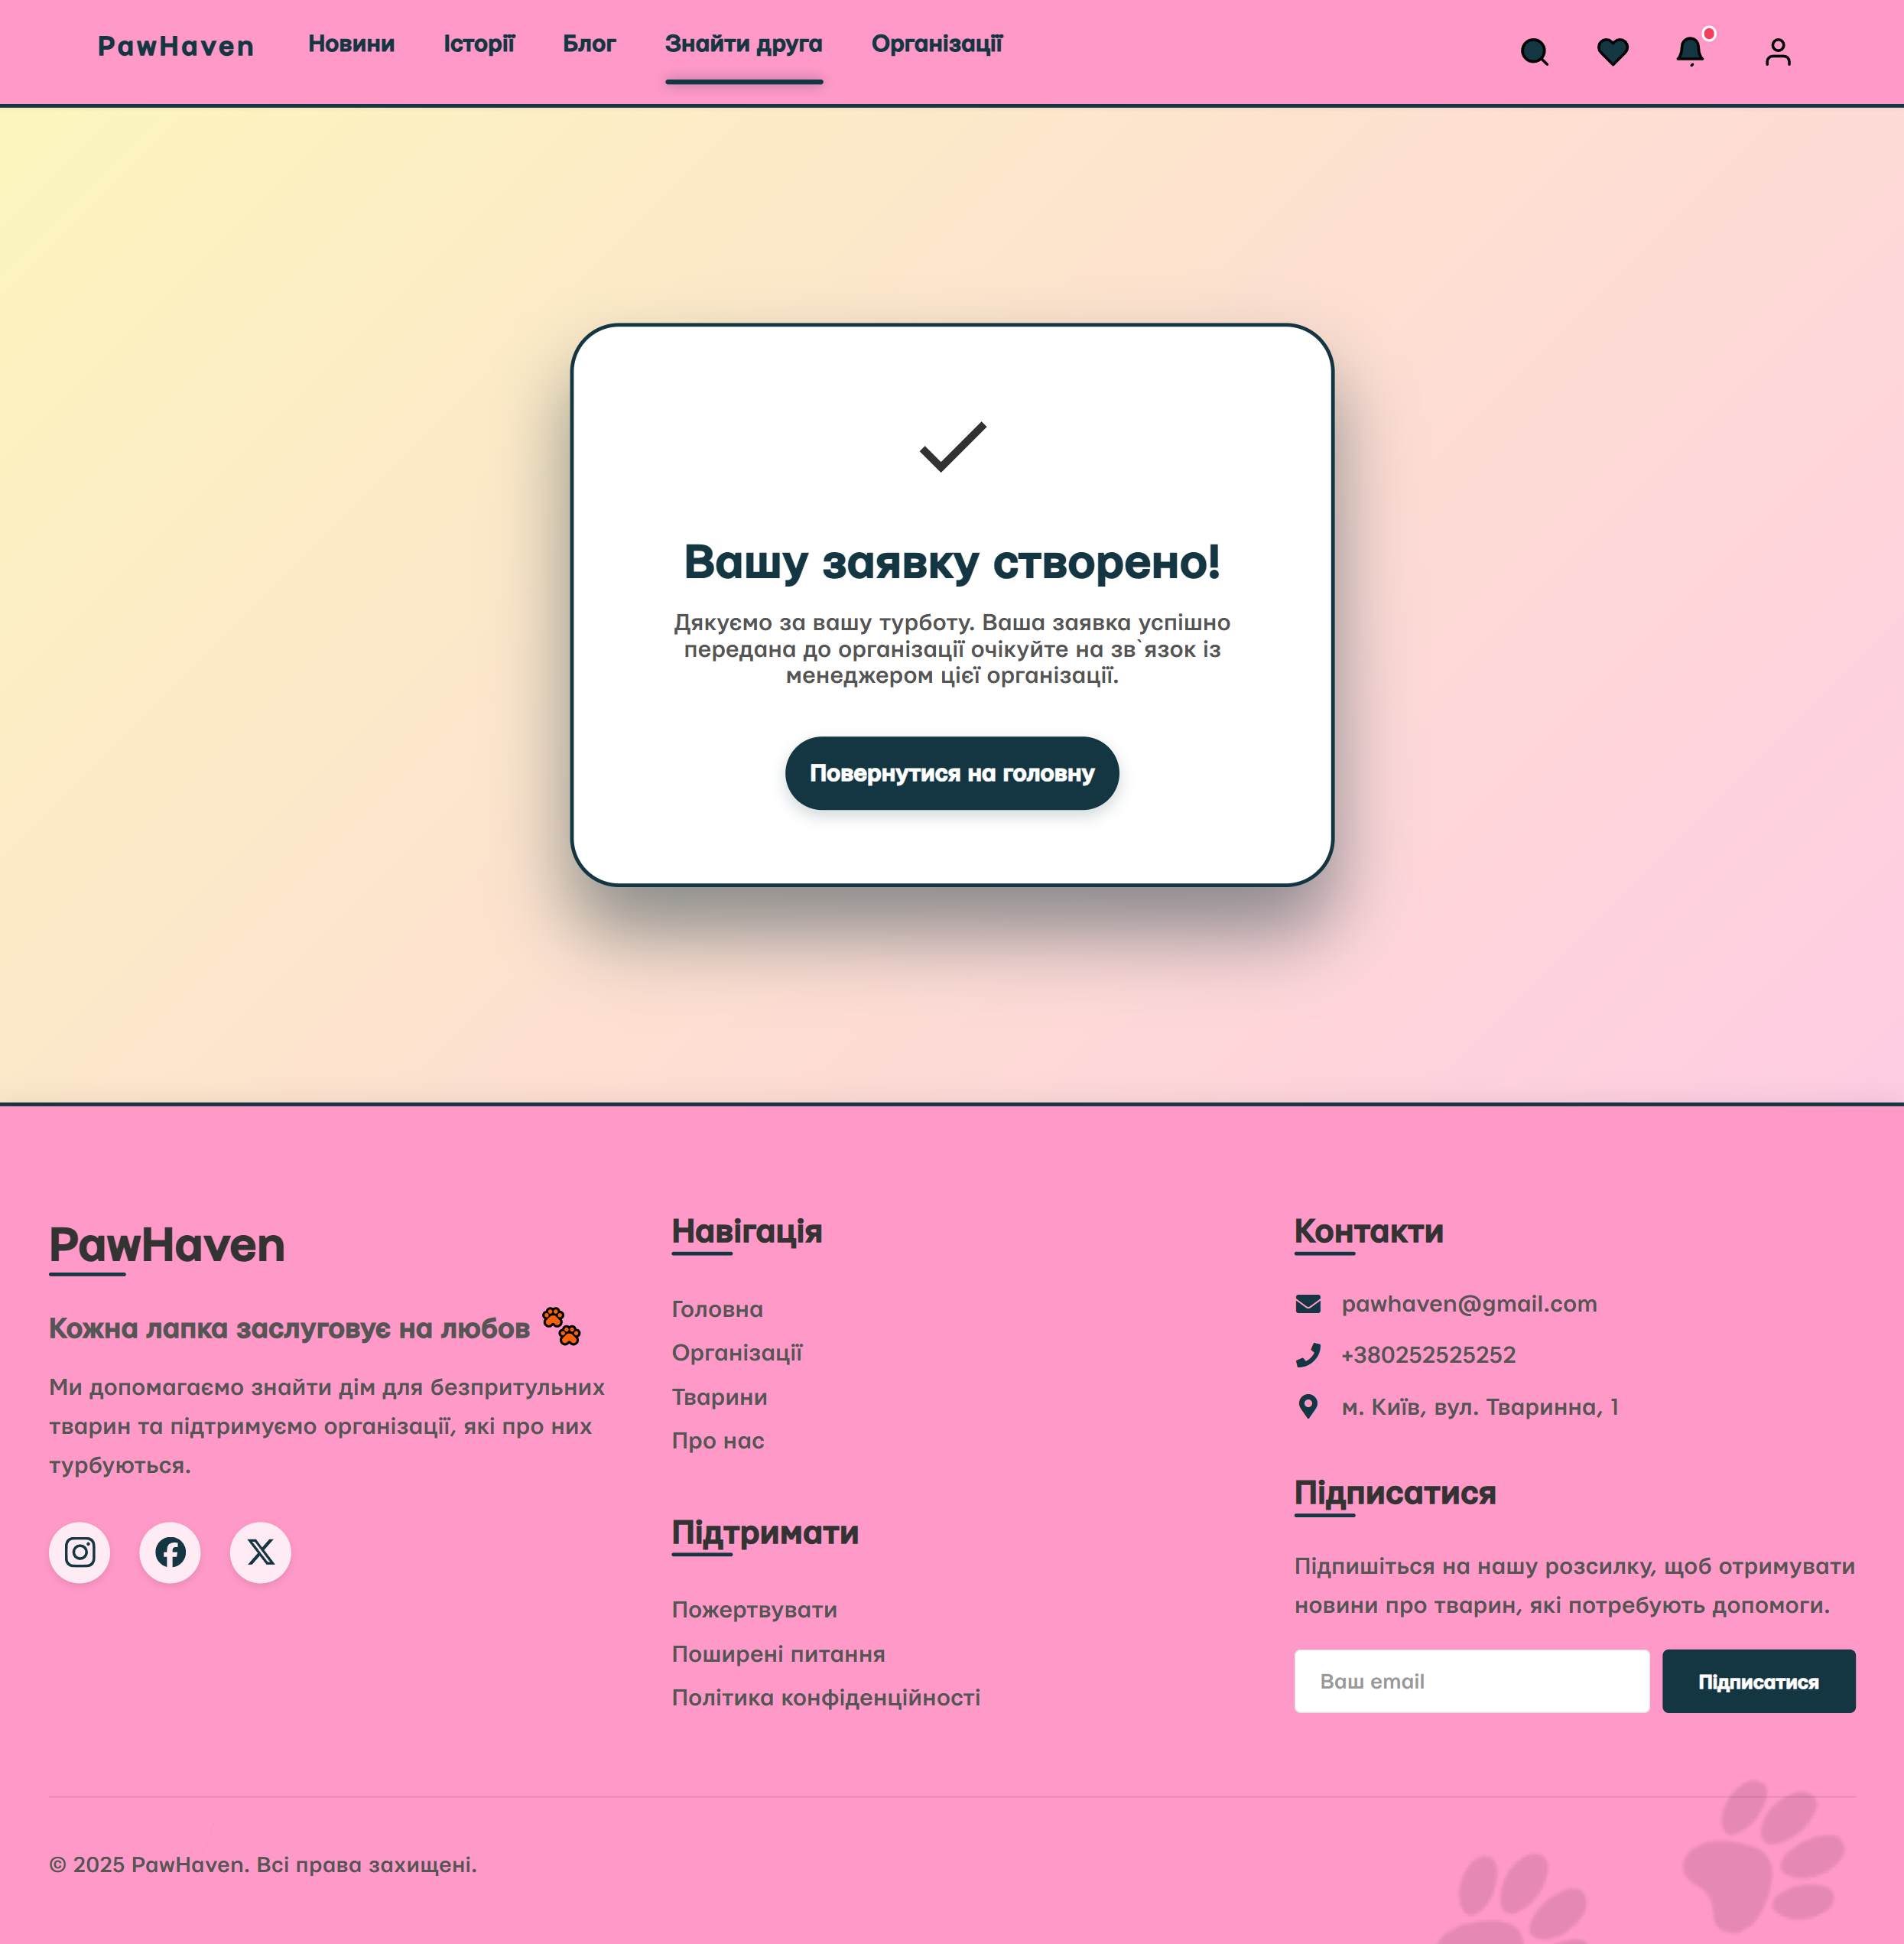 PawHaven
Новини
Історії
Блог
Знайти друга
Організації
Вашу заявку створено!
Дякуємо за вашу турботу. Ваша заявка успішно
передана до організації очікуйте на зв`язок із
менеджером цієї організації.
Повернутися на головну
PawHaven
Кожна лапка заслуговує на любов
Ми допомагаємо знайти дім для безпритульних
тварин та підтримуємо організації, які про них
турбуються.
Навігація
Головна
Організації
Тварини
Про нас
Підтримати
Пожертвувати
Поширені питання
Політика конфіденційності
Контакти
pawhaven@gmail.com
+380252525252
м. Київ, вул. Тваринна, 1
Підписатися
Підпишіться на нашу розсилку, щоб отримувати
новини про тварин, які потребують допомоги.
Ваш email
Підписатися
© 2025 PawHaven. Всі права захищені.